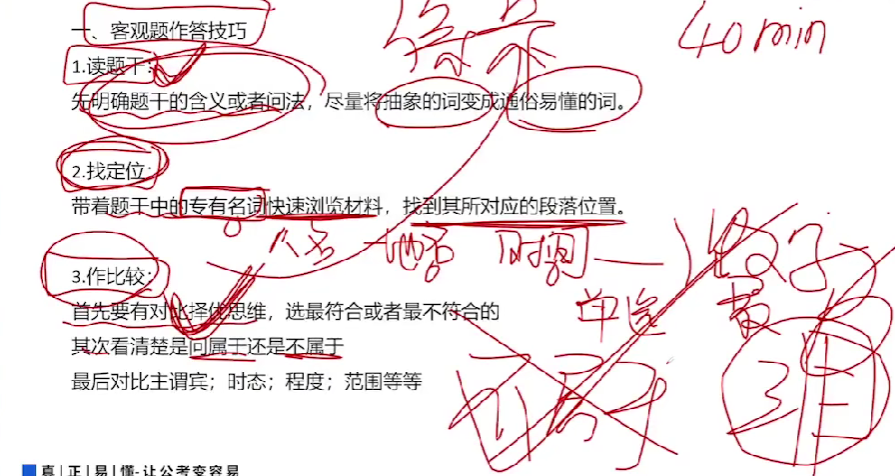 一、客观题作答技巧
40min
1.读题干:
先明确题干的含义或者问法，尽量将抽象的词变成通俗易懂的词。
2.找定位:
带着题干中的专有名词快速浏览材料，找到其所对应的段落位置。
人名 地名 时间
3.作比较:
首先要有对比择优思维，选最符合或者最不符合的
单选
其次看清楚是问属于还是不属于
最后对比主谓宾；时态；程度；范围等等
真|正|易|懂-让公考变容易